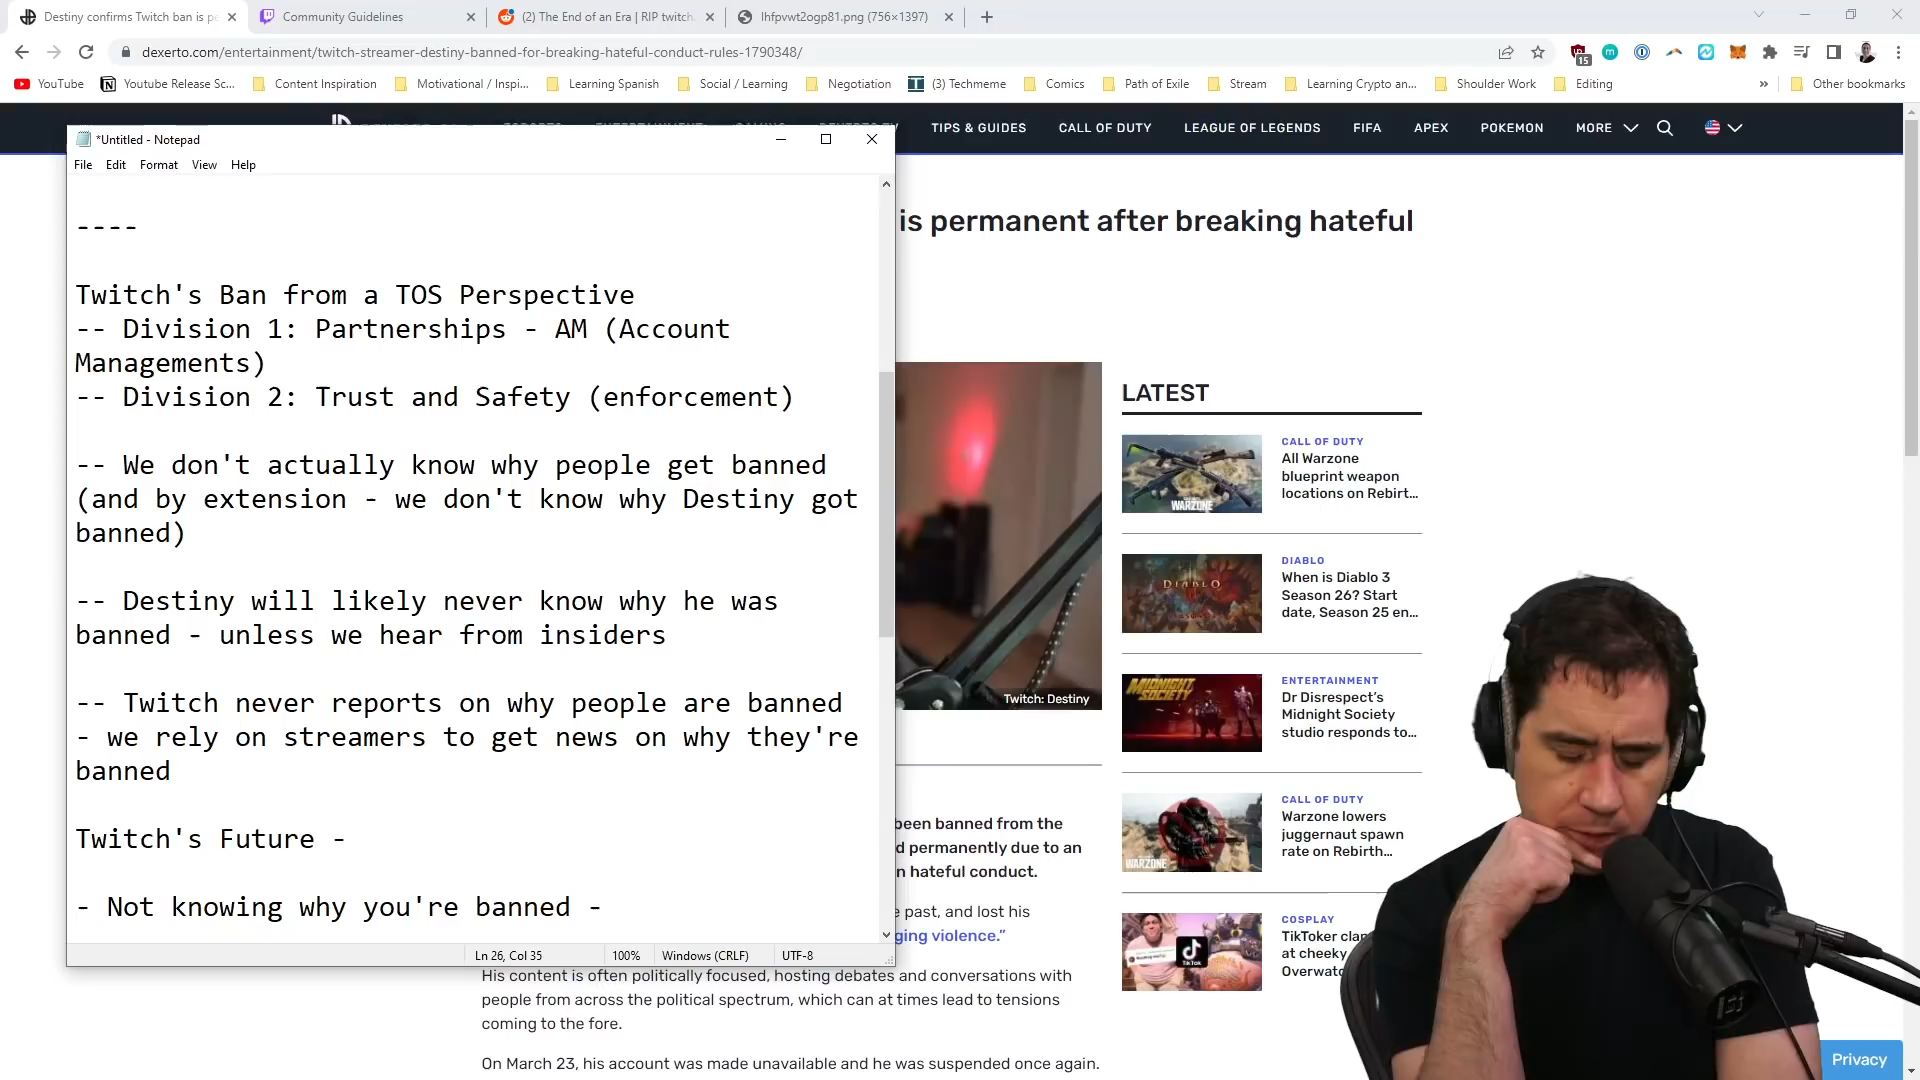 Destiny confirms Twitch ban is pe
Community Guidelines
(2) The End of an Era | RIP twitch.
lhfpvwt2ogp81.png (756×1397)
dexerto.com/entertainment/twitch-streamer-destiny-banned-for-breaking-hateful-conduct-rules-1790348/
15
YouTube
Youtube Release Sc...
Content Inspiration
Motivational / Inspi...
Learning Spanish
Social / Learning
Negotiation
(3) Techmeme
Comics
Path of Exile
Stream
Learning Crypto an...
Shoulder Work
Editing
Other bookmarks
TIPS & GUIDES
CALL OF DUTY
LEAGUE OF LEGENDS
FIFA
APEX
POKEMON
MORE
*Untitled - Notepad
File Edit Format View Help
----
Twitch's Ban from a TOS Perspective
-- Division 1: Partnerships - AM (Account
Managements)
-- Division 2: Trust and Safety (enforcement)
-- We don't actually know why people get banned
(and by extension - we don't know why Destiny got
banned)
-- Destiny will likely never know why he was
banned - unless we hear from insiders
-- Twitch never reports on why people are banned
- we rely on streamers to get news on why they're
banned
Twitch's Future -
- Not knowing why you're banned -
Ln 26, Col 35
100%
Windows (CRLF)
UTF-8
is permanent after breaking hateful
Twitch: Destiny
been banned from the
d permanently due to an
n hateful conduct.
e past, and lost his
ging violence.”
His content is often politically focused, hosting debates and conversations with
people from across the political spectrum, which can at times lead to tensions
coming to the fore.
On March 23, his account was made unavailable and he was suspended once again.
LATEST
CALL OF DUTY
All Warzone
blueprint weapon
locations on Rebirt...
WARZONE
DIABLO
When is Diablo 3
Season 26? Start
date, Season 25 en...
DIABLO
ENTERTAINMENT
Dr Disrespect’s
Midnight Society
studio responds to...
MIDNIGHT
SOCIETY
CALL OF DUTY
Warzone lowers
juggernaut spawn
rate on Rebirth...
WARZONE
COSPLAY
TikToker clap
at cheeky
Overwatc
TikTok
Privacy